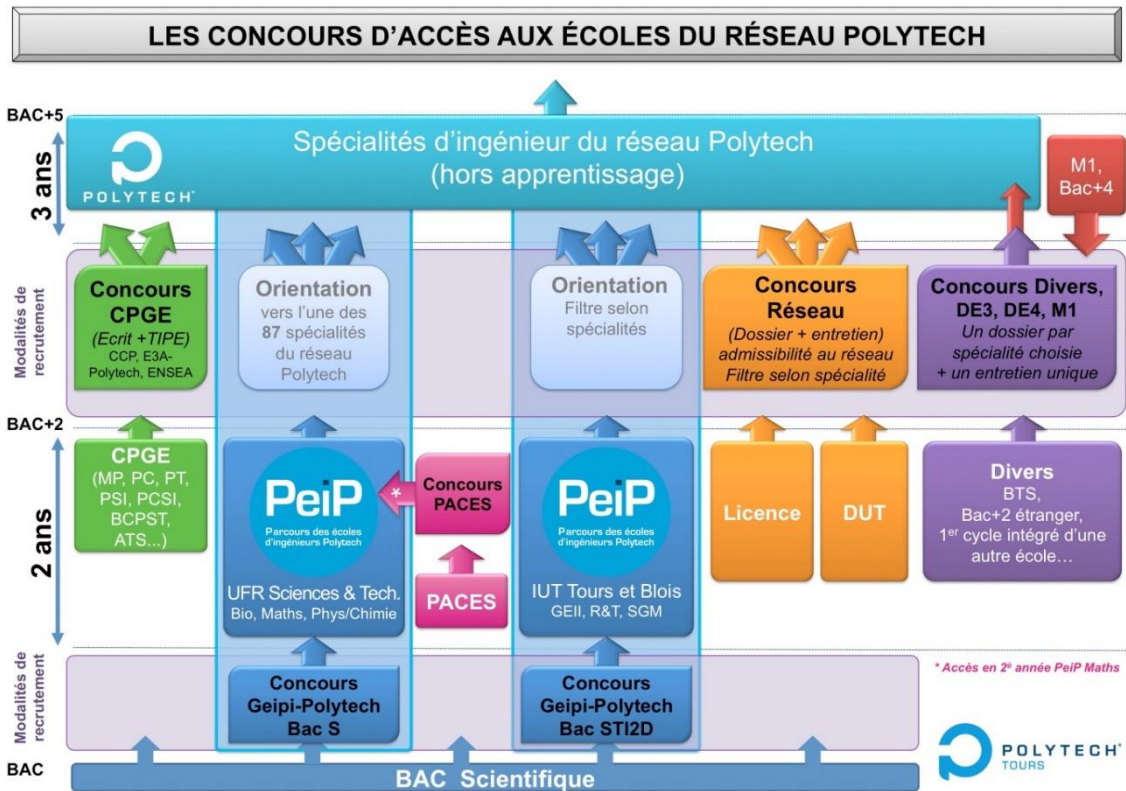 LES CONCOURS D'ACCÈS AUX ÉCOLES DU RÉSEAU POLYTECH
BAC+5
3 ans
POLYTECH®
Spécialités d'ingénieur du réseau Polytech
(hors apprentissage)
M1,
Bac+4
Modalités de
recrutement
Concours
CPGE
(Ecrit +TIPE)
CCP, E3A-
Polytech, ENSEA
Orientation
vers l'une des
87 spécialités
du réseau
Polytech
Orientation
Filtre selon
spécialités
Concours
Réseau
(Dossier + entretien)
admissibilité au réseau
Filtre selon spécialité
Concours Divers,
DE3, DE4, M1
Un dossier par
spécialité choisie
+ un entretien unique
BAC+2
2 ans
CPGE
(MP, PC, PT,
PSI, PCSI,
BCPST,
ATS...)
PeiP
Parcours des écoles
d'ingénieurs Polytech
UFR Sciences & Tech.
Bio, Maths, Phys/Chimie
*
Concours
PACES
PACES
PeiP
Parcours des écoles
d'ingénieurs Polytech
IUT Tours et Blois
GEII, R&T, SGM
Licence
DUT
Divers
BTS,
Bac+2 étranger,
1er cycle intégré d'une
autre école…
* Accès en 2è année PeiP Maths
Modalités de
recrutement
Concours
Geipi-Polytech
Bac S
Concours
Geipi-Polytech
Bac STI2D
BAC
BAC Scientifique
POLYTECH®
TOURS